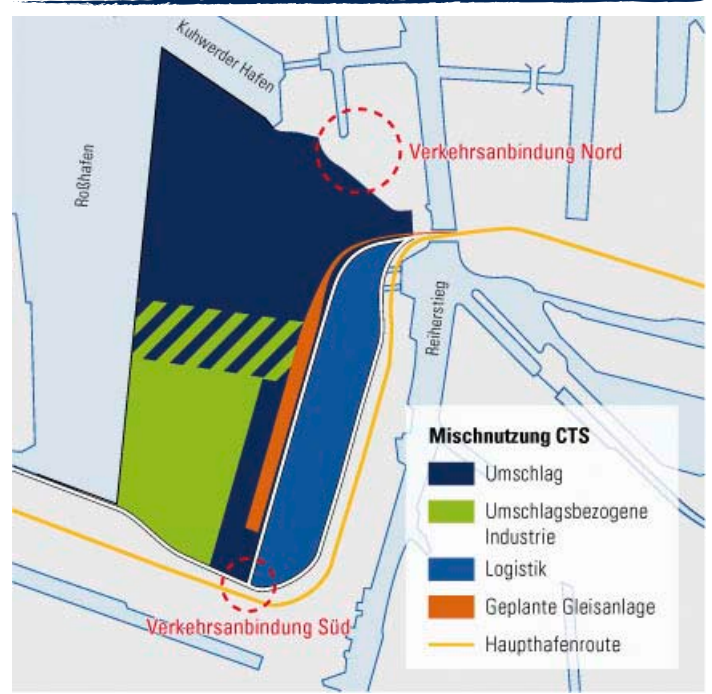 Kuhwerder Hafen
Roßhafen
Verkehrsanbindung Nord
Reiherstieg
Mischnutzung CTS
Umschlag
Umschlagsbezogene
Industrie
Logistik
Geplante Gleisanlage
Haupthafenroute
Verkehrsanbindung Süd